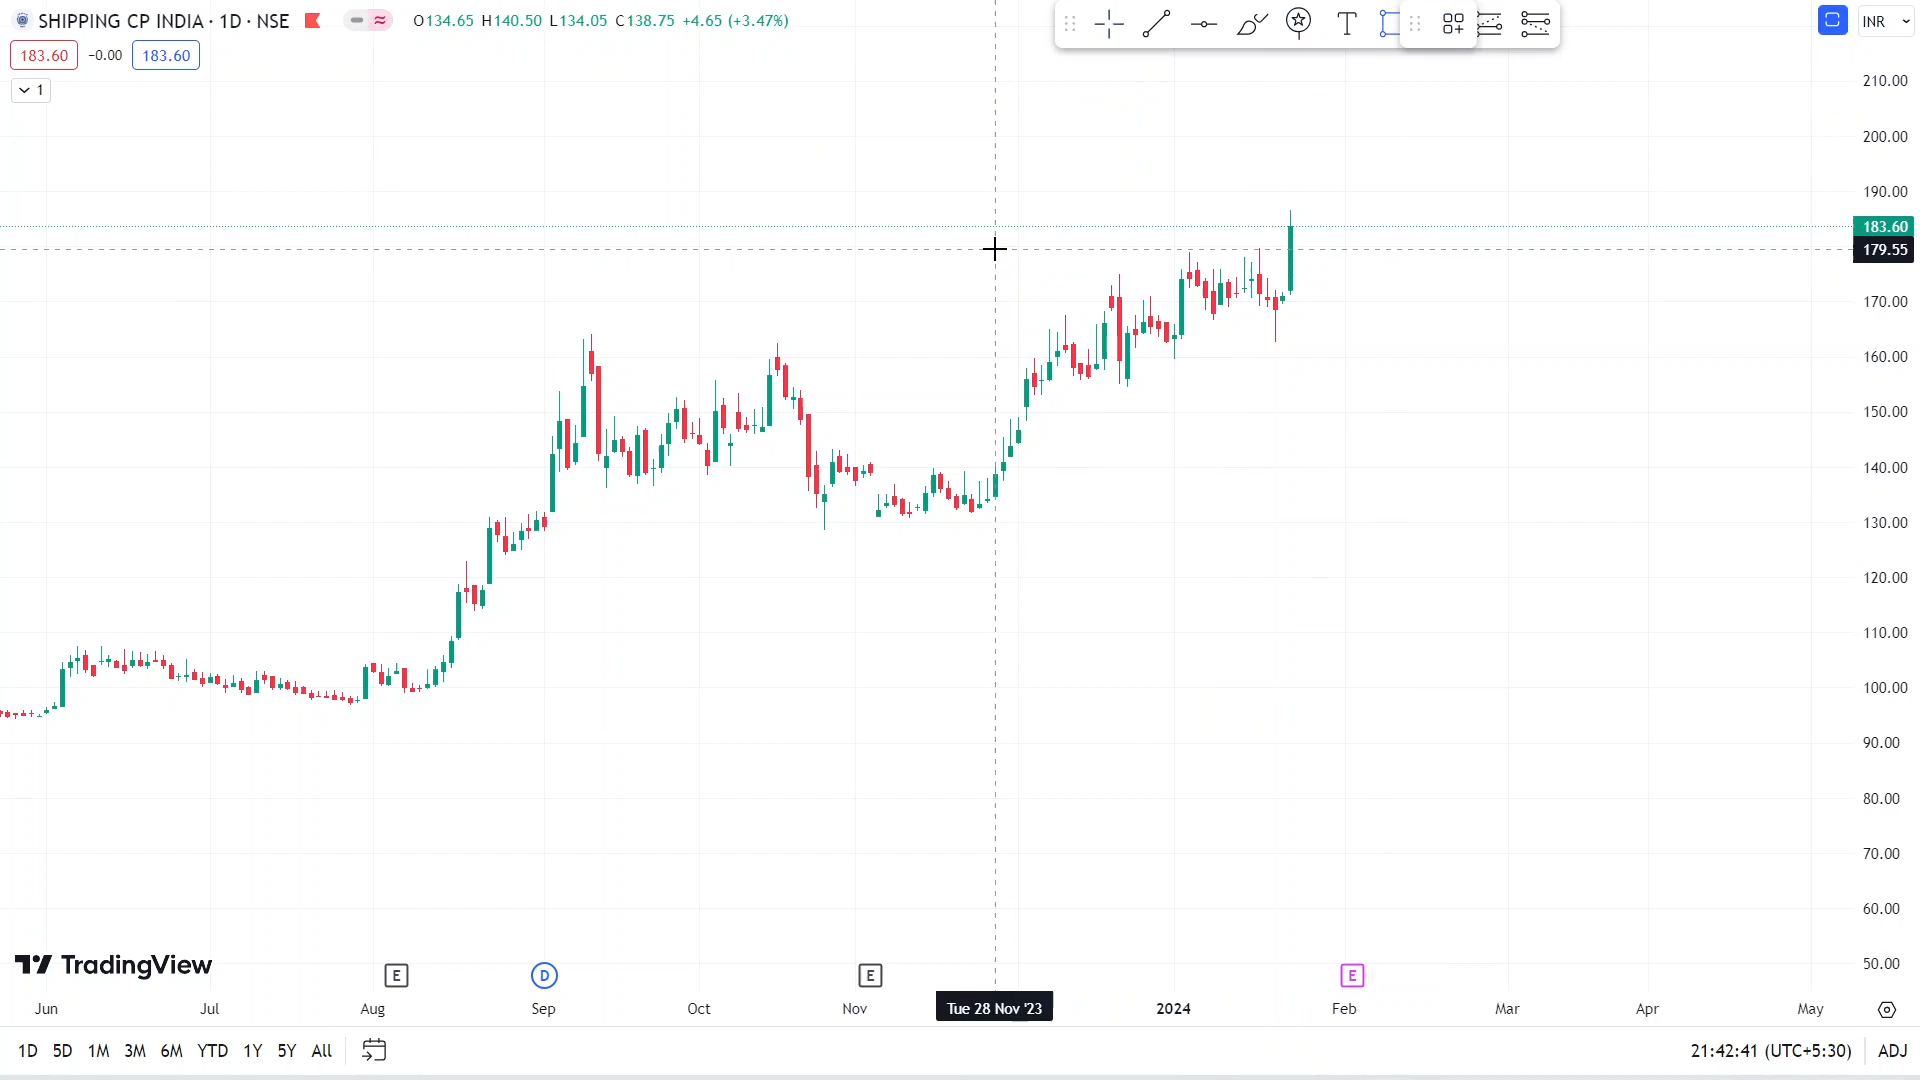 SHIPPING CP INDIA · 1D · NSE O134.65 H140.50 L134.05 C138.75 +4.65 (+3.47%)
INR
183.60 −0.00 183.60
1
210.00
200.00
190.00
183.60
179.55
170.00
160.00
150.00
140.00
130.00
120.00
110.00
100.00
90.00
80.00
70.00
60.00
50.00
TradingView
E D E E
Jun Jul Aug Sep Oct Nov Tue 28 Nov '23 2024 Feb Mar Apr May
1D 5D 1M 3M 6M YTD 1Y 5Y All 21:42:41 (UTC+5:30) ADJ